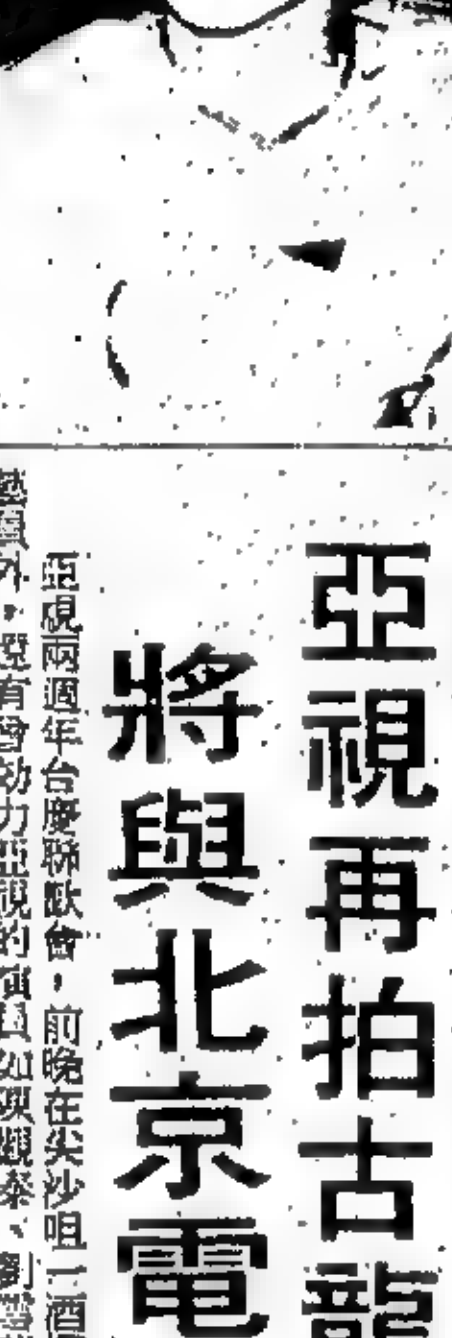 亞視再拍古龍
將與北京電
亞視兩週年台慶聯歡會，前晚在尖沙咀一酒
藝員外，還有曾効力亞視的演員如陳觀泰、劉